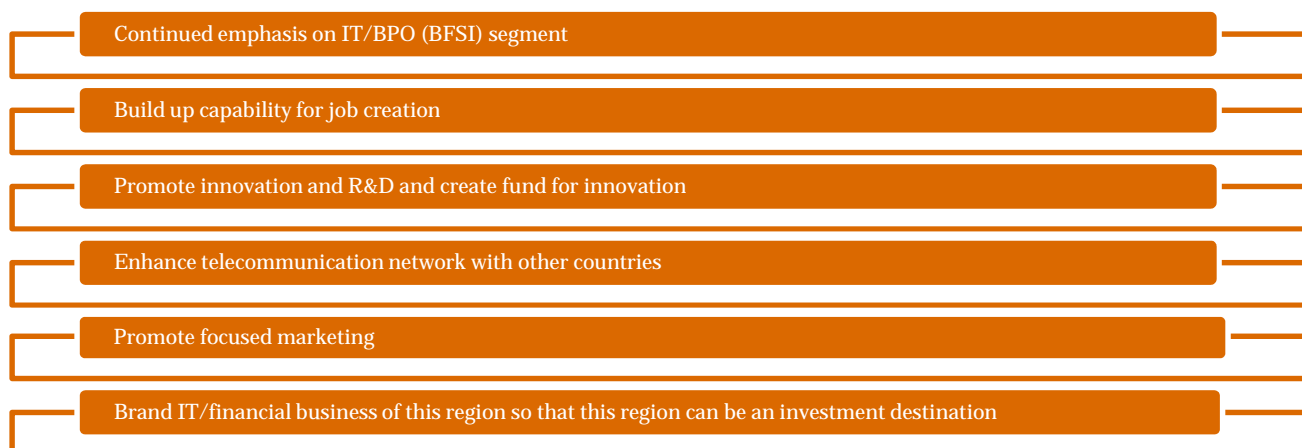 Continued emphasis on IT/BPO (BFSI) segment
Build up capability for job creation
Promote innovation and R&D and create fund for innovation
Enhance telecommunication network with other countries
Promote focused marketing
Brand IT/financial business of this region so that this region can be an investment destination